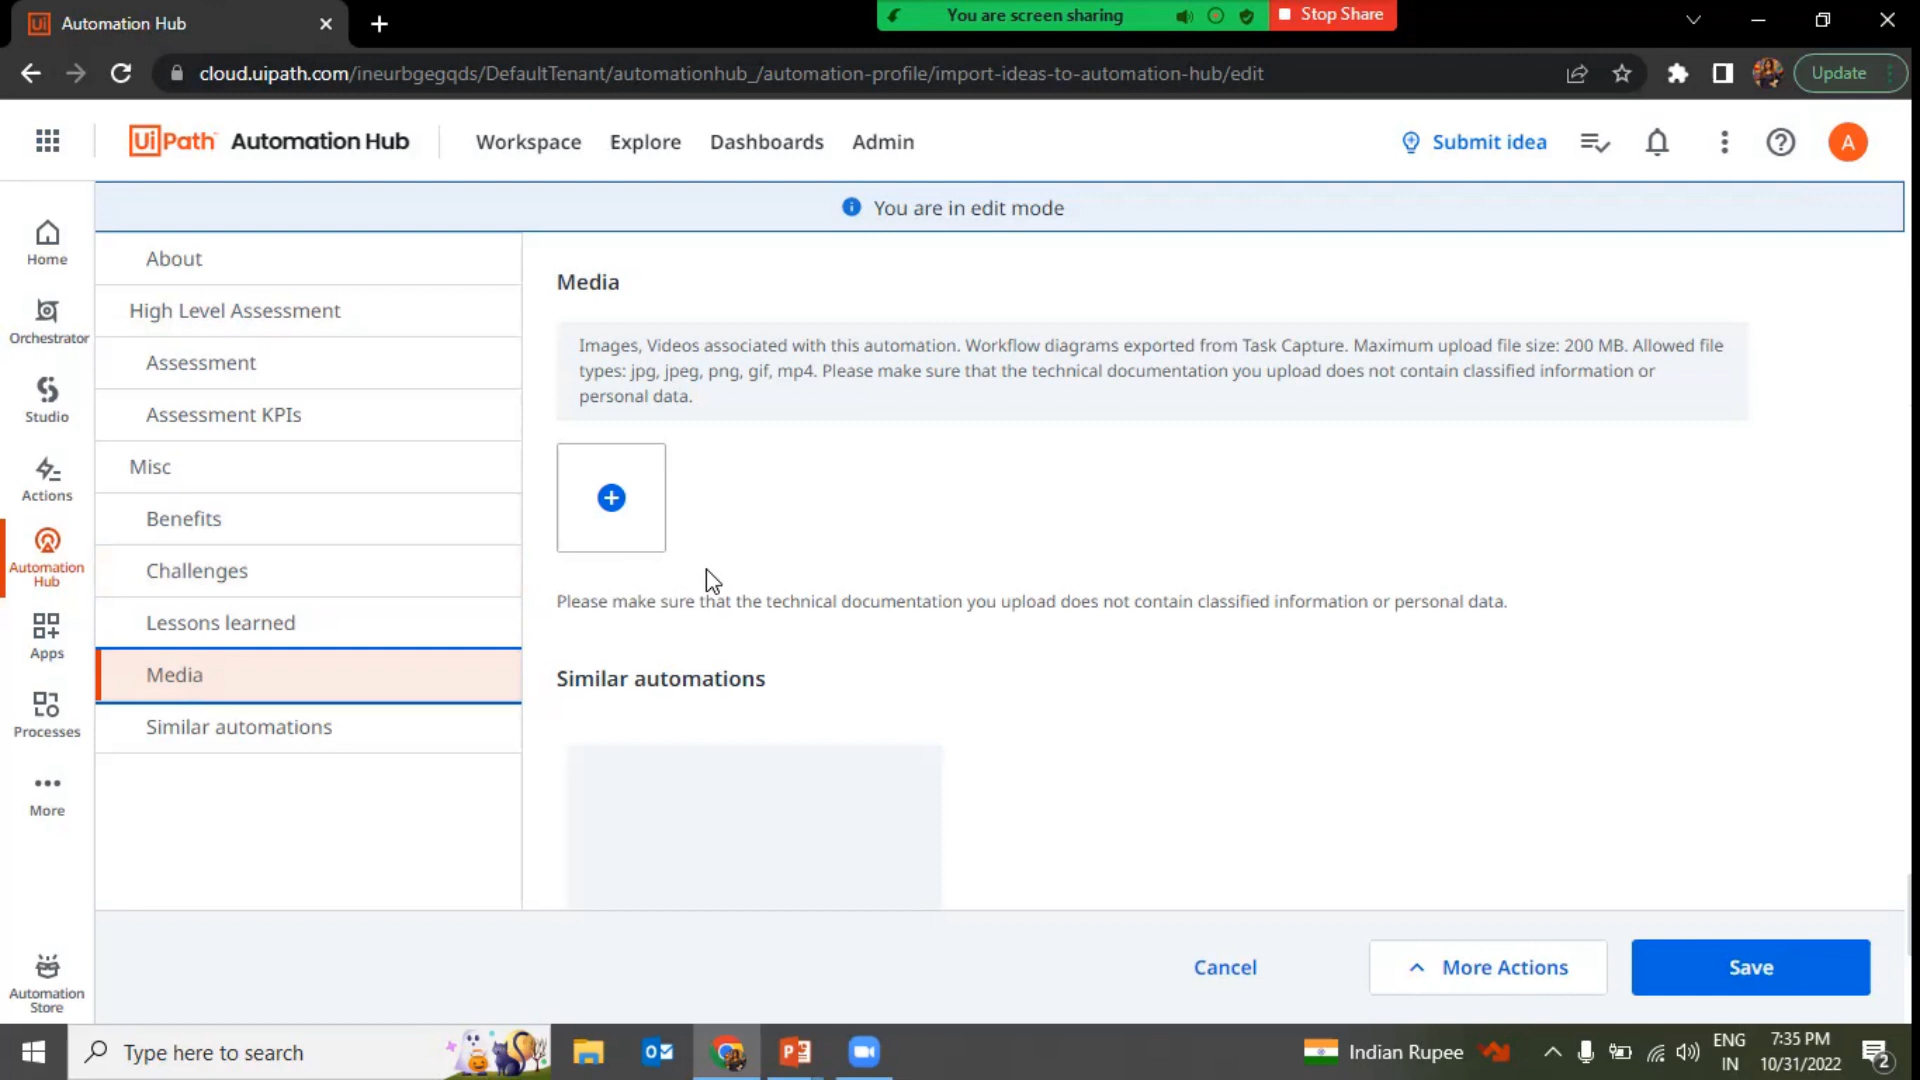 Automation Hub
You are screen sharing
Stop Share
cloud.uipath.com/ineurbgegqds/DefaultTenant/automationhub_/automation-profile/import-ideas-to-automation-hub/edit
Update
UiPath Automation Hub
Workspace
Explore
Dashboards
Admin
Submit idea
A
You are in edit mode
Home
Orchestrator
Studio
Actions
Automation
Hub
Apps
Processes
More
Automation
Store
About
High Level Assessment
Assessment
Assessment KPIs
Misc
Benefits
Challenges
Lessons learned
Media
Similar automations
Media
Images, Videos associated with this automation. Workflow diagrams exported from Task Capture. Maximum upload file size: 200 MB. Allowed file
types: jpg, jpeg, png, gif, mp4. Please make sure that the technical documentation you upload does not contain classified information or
personal data.
Please make sure that the technical documentation you upload does not contain classified information or personal data.
Similar automations
Cancel
More Actions
Save
Type here to search
Indian Rupee
ENG
IN
7:35 PM
10/31/2022
2